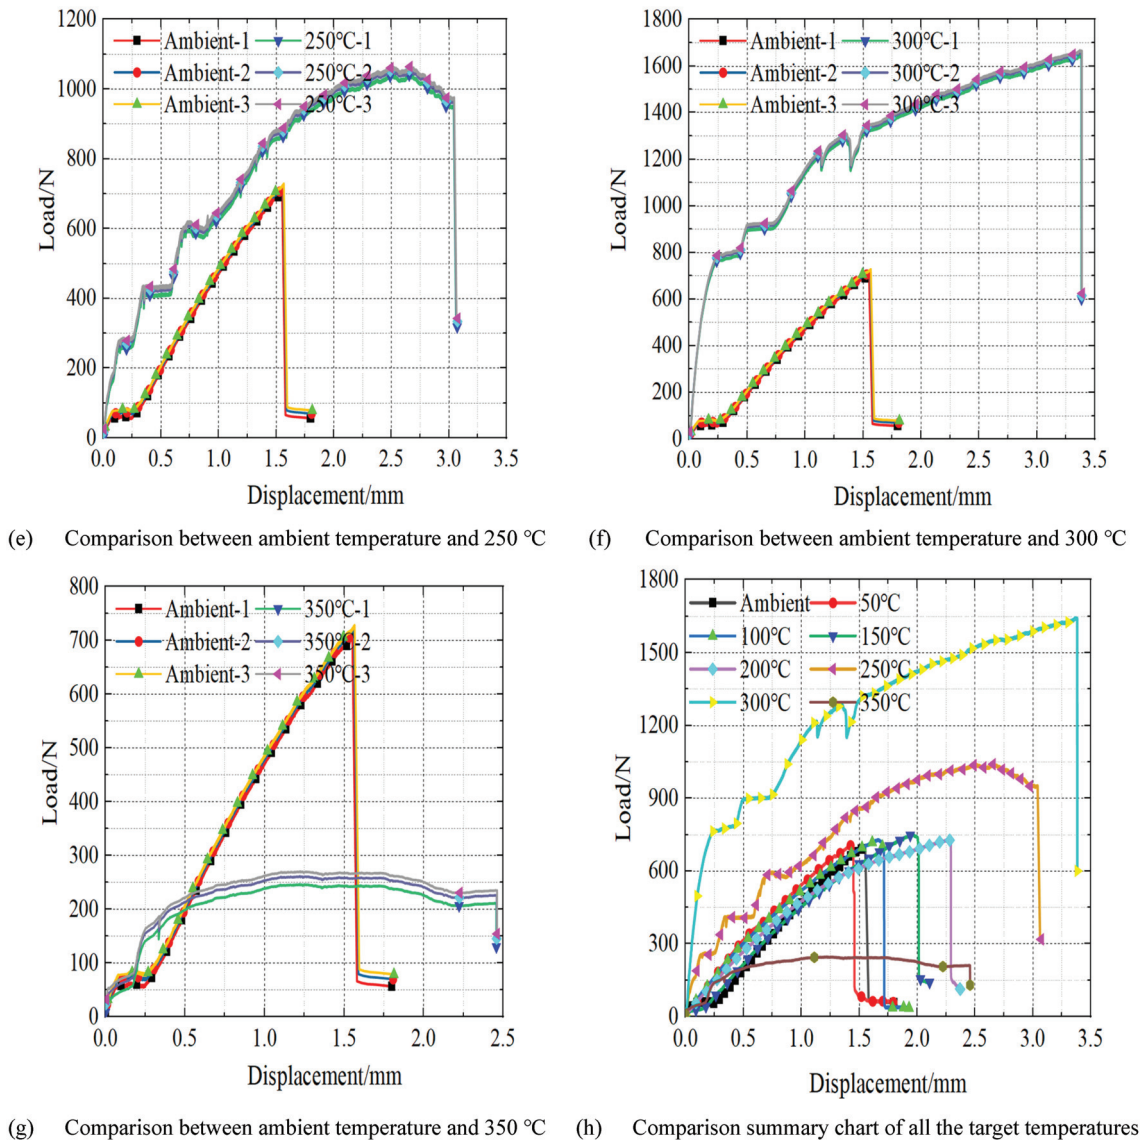 1200
1000
800
600
400
200
0
Load/N
Ambient-1 250℃-1
Ambient-2 250℃-2
Ambient-3 250℃-3
0.0 0.5 1.0 1.5 2.0 2.5 3.0 3.5
Displacement/mm
(e) Comparison between ambient temperature and 250 ℃
1800
1600
1400
1200
1000
800
600
400
200
0
Load/N
Ambient-1 300℃-1
Ambient-2 300℃-2
Ambient-3 300℃-3
0.0 0.5 1.0 1.5 2.0 2.5 3.0 3.5
Displacement/mm
(f) Comparison between ambient temperature and 300 ℃
800
700
600
500
400
300
200
100
0
Load/N
Ambient-1 350℃-1
Ambient-2 350℃-2
Ambient-3 350℃-3
0.0 0.5 1.0 1.5 2.0 2.5
Displacement/mm
(g) Comparison between ambient temperature and 350 ℃
1800
1500
1200
900
600
300
0
Load/N
Ambient 50℃
100℃ 150℃
200℃ 250℃
300℃ 350℃
0.0 0.5 1.0 1.5 2.0 2.5 3.0 3.5
Displacement/mm
(h) Comparison summary chart of all the target temperatures